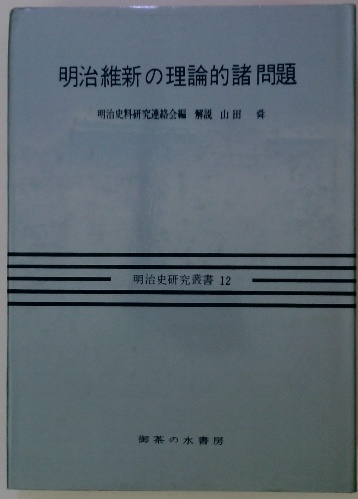 明治維新の理論的諸問題
明治史料研究連絡会編 解説 山田 舜
明治史研究叢書 12
御茶の水書房